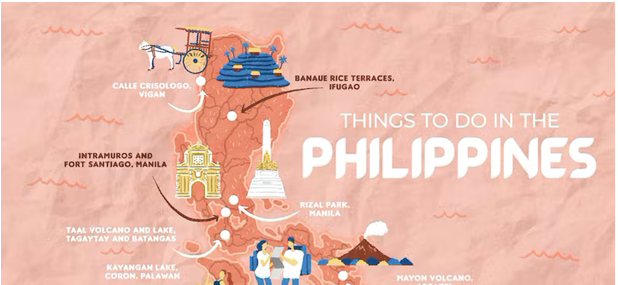 BANAUE RICE TERRACES,
IFUGAO
CALLE CRISOLOGO,
VIGAN
THINGS TO DO IN THE
PHILIPPINES
INTRAMUROS AND
FORT SANTIAGO, MANILA
RIZAL PARK,
MANILA
TAAL VOLCANO AND LAKE,
TAGAYTAY AND BATANGAS
KAYANGAN LAKE,
CORON, PALAWAN
MAYON VOLCANO,